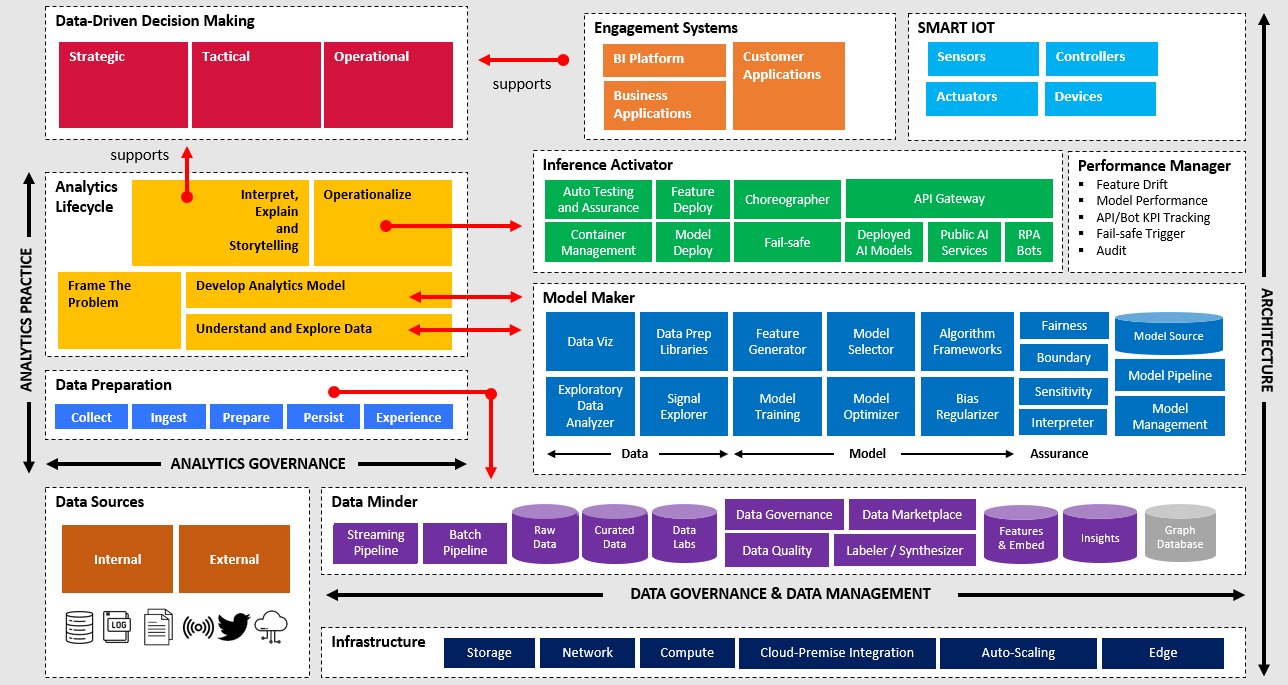 Data-Driven Decision Making
Strategic
Tactical
Operational
supports
Engagement Systems
BI Platform
Business
Applications
Customer
Applications
SMART IOT
Sensors
Controllers
Actuators
Devices
supports
Analytics
Lifecycle
Interpret,
Explain
and
Storytelling
Operationalize
Frame The
Problem
Develop Analytics Model
Understand and Explore Data
ANALYTICS PRACTICE
Data Preparation
Collect
Ingest
Prepare
Persist
Experience
ANALYTICS GOVERNANCE
Inference Activator
Auto Testing
and Assurance
Feature
Deploy
Choreographer
API Gateway
Container
Management
Model
Deploy
Fail-safe
Deployed
AI Models
Public AI
Services
RPA
Bots
Performance Manager
▪ Feature Drift
▪ Model Performance
▪ API/Bot KPI Tracking
▪ Fail-safe Trigger
▪ Audit
Model Maker
Data Viz
Data Prep
Libraries
Feature
Generator
Model
Selector
Algorithm
Frameworks
Fairness
Boundary
Model Source
Exploratory
Data
Analyzer
Signal
Explorer
Model
Training
Model
Optimizer
Bias
Regularizer
Sensitivity
Interpreter
Model Pipeline
Model
Management
Data
Model
Assurance
ARCHITECTURE
Data Sources
Internal
External
LOG
Data Minder
Streaming
Pipeline
Batch
Pipeline
Raw
Data
Curated
Data
Data
Labs
Data Governance
Data Marketplace
Data Quality
Labeler / Synthesizer
Features
& Embed
Insights
Graph
Database
DATA GOVERNANCE & DATA MANAGEMENT
Infrastructure
Storage
Network
Compute
Cloud-Premise Integration
Auto-Scaling
Edge